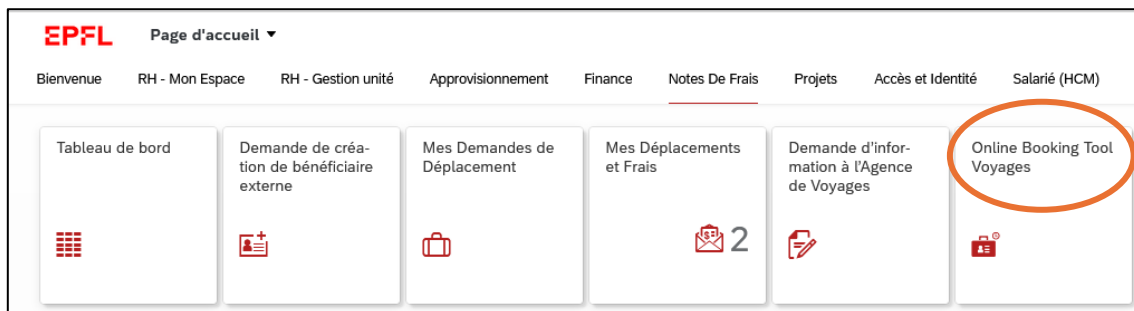 EPFL Page d'accueil
Bienvenue RH - Mon Espace RH - Gestion unité Approvisionnement Finance Notes De Frais Projets Accès et Identité Salarié (HCM)
Tableau de bord
Demande de créa-
tion de bénéficiaire
externe
Mes Demandes de
Déplacement
Mes Déplacements
et Frais
2
Demande d'infor-
mation à l'Agence
de Voyages
Online Booking Tool
Voyages